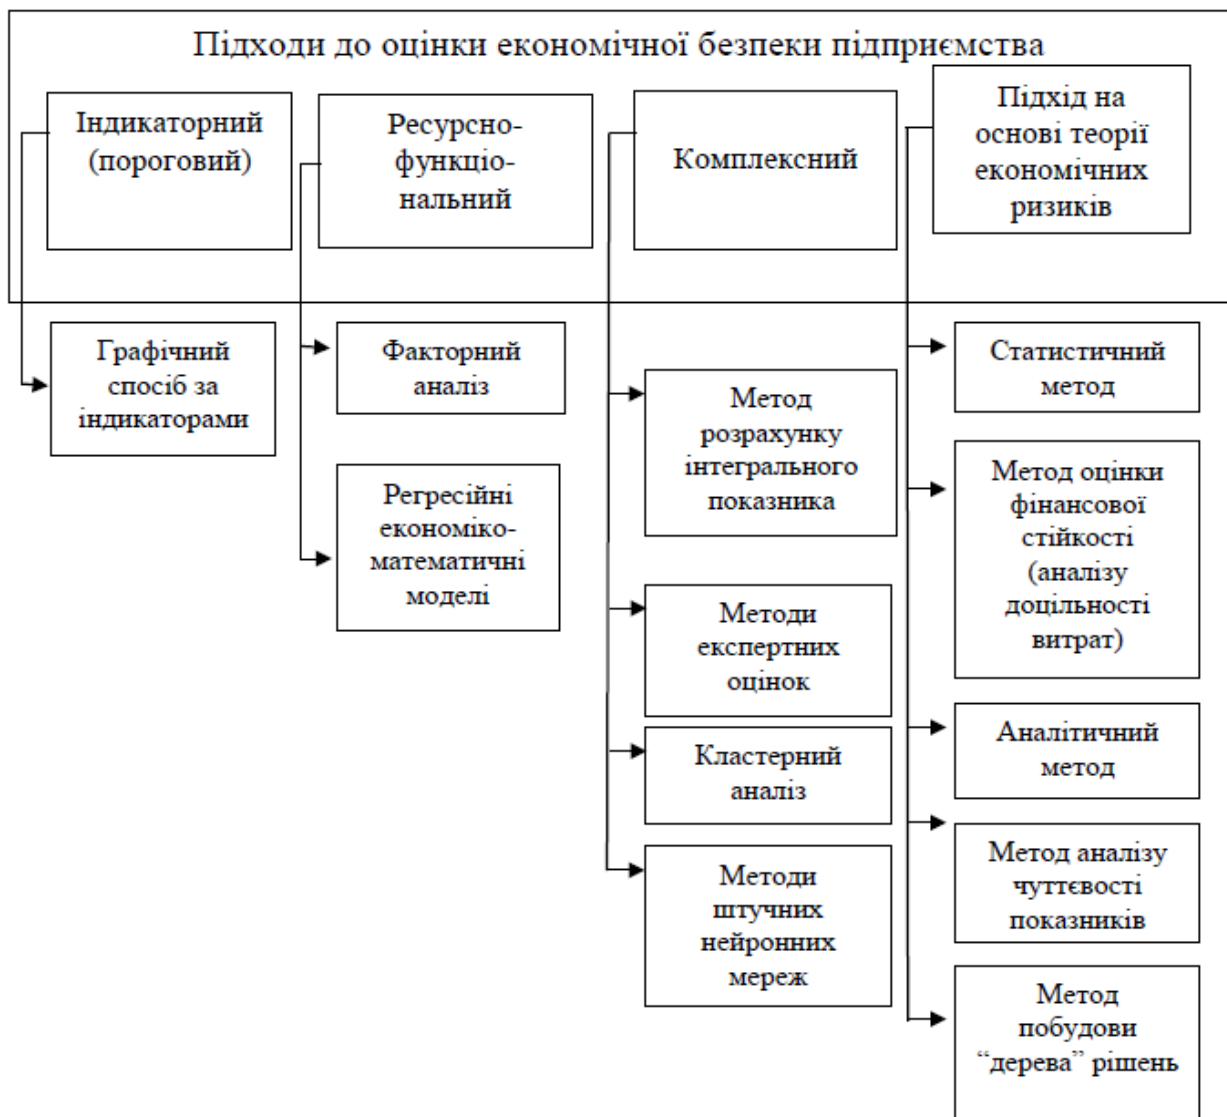 Підходи до оцінки економічної безпеки підприємства
Індикаторний
(пороговий)
Ресурсно-
функціо-
нальний
Комплексний
Підхід на
основі теорії
економічних
ризиків
Графічний
спосіб за
індикаторами
Факторний
аналіз
Регресійні
економіко-
математичні
моделі
Метод
розрахунку
інтегрального
показника
Методи
експертних
оцінок
Кластерний
аналіз
Методи
штучних
нейронних
мереж
Статистичний
метод
Метод оцінки
фінансової
стійкості
(аналізу
доцільності
витрат)
Аналітичний
метод
Метод аналізу
чуттєвості
показників
Метод
побудови
“дерева” рішень